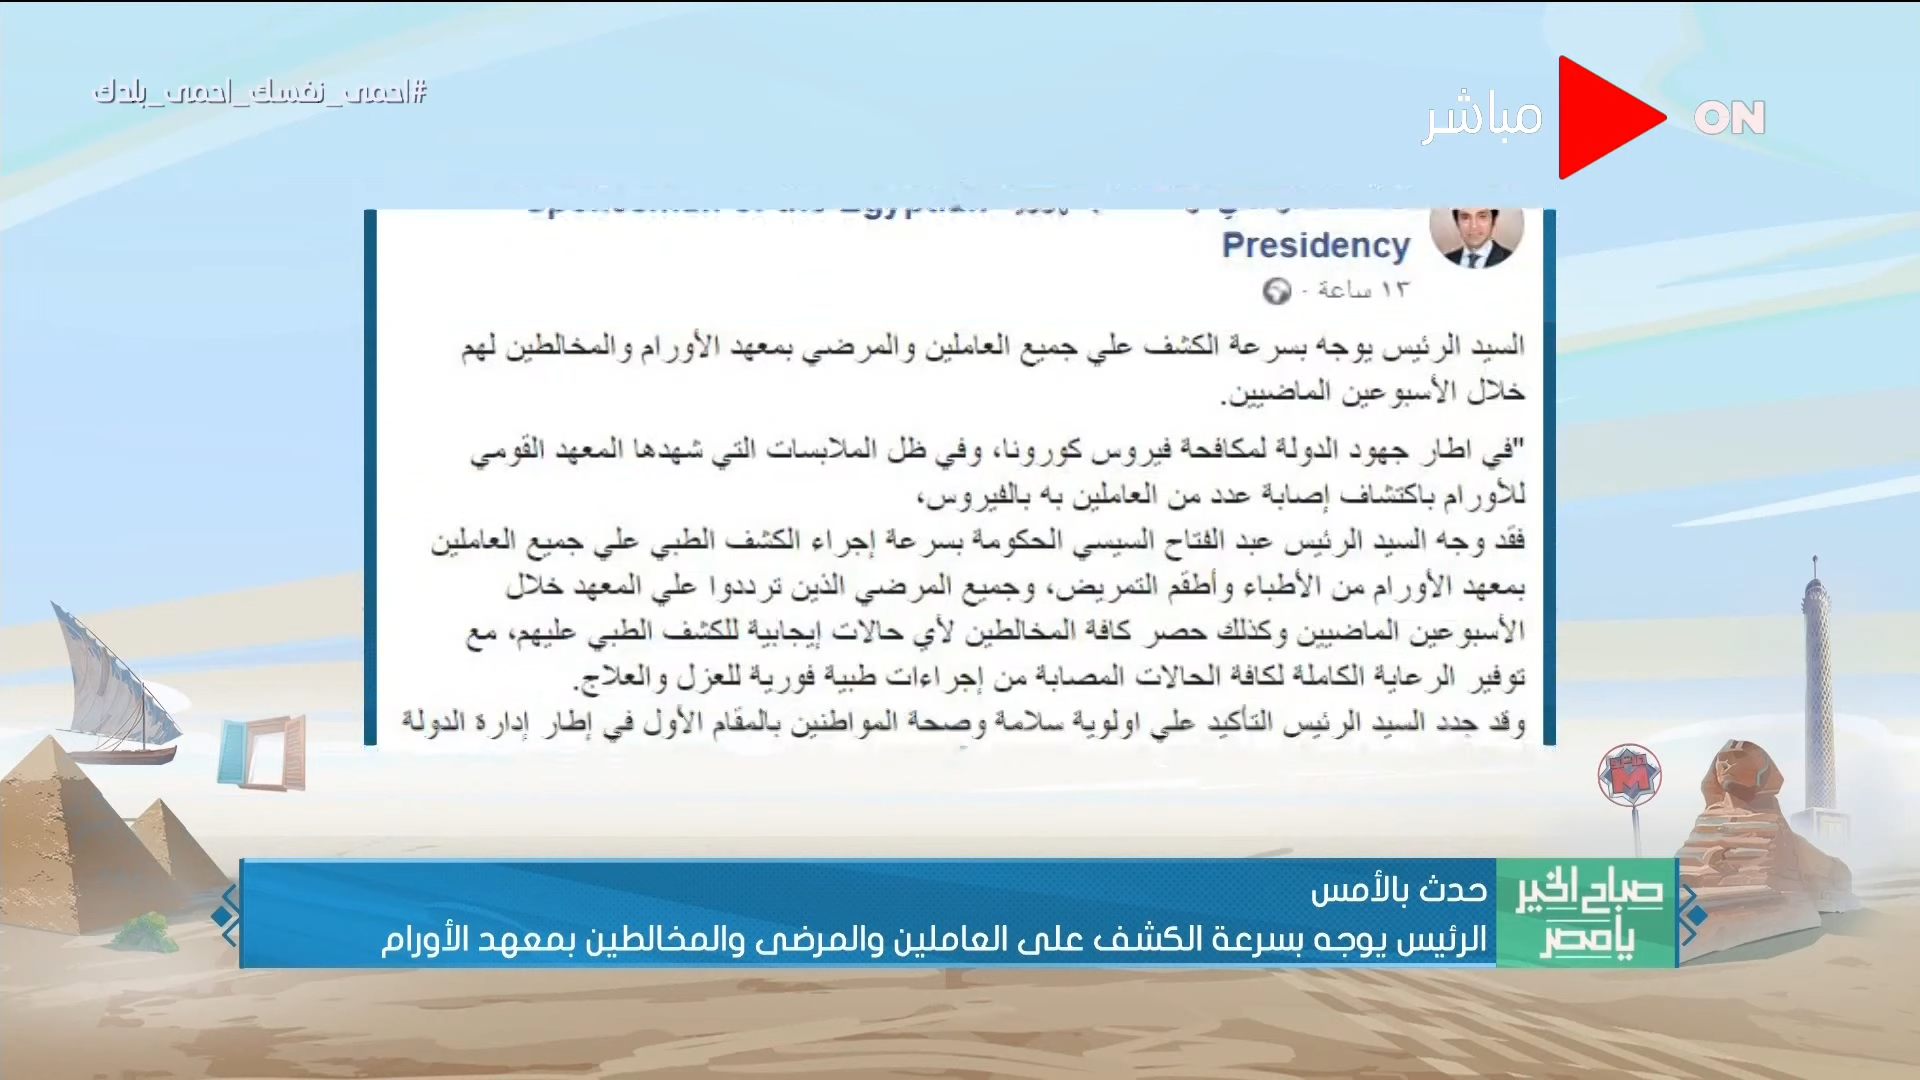 #احمى_نفسك_احمى_بلدك
مباشر
ON
Spokesman of the Egyptian
Presidency
١٣ ساعة ·
السيد الرئيس يوجه بسرعة الكشف علي جميع العاملين والمرضي بمعهد الأورام والمخالطين لهم
خلال الأسبوعين الماضيين.
"في اطار جهود الدولة لمكافحة فيروس كورونا، وفي ظل الملابسات التي شهدها المعهد القومي
للأورام باكتشاف إصابة عدد من العاملين به بالفيروس،
فقد وجه السيد الرئيس عبد الفتاح السيسي الحكومة بسرعة إجراء الكشف الطبي علي جميع العاملين
بمعهد الأورام من الأطباء وأطقم التمريض، وجميع المرضي الذين ترددوا علي المعهد خلال
الأسبوعين الماضيين وكذلك حصر كافة المخالطين لأي حالات إيجابية للكشف الطبي عليهم، مع
توفير الرعاية الكاملة لكافة الحالات المصابة من إجراءات طبية فورية للعزل والعلاج.
وقد جدد السيد الرئيس التأكيد علي اولوية سلامة وصحة المواطنين بالمقام الأول في إطار إدارة الدولة
M
صباح الخير
يا مصر
حدث بالأمس
الرئيس يوجه بسرعة الكشف على العاملين والمرضى والمخالطين بمعهد الأورام